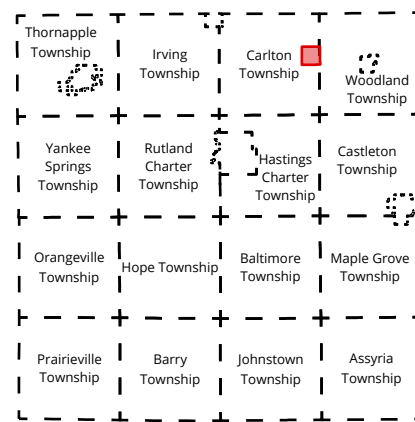 Thornapple
Township
Irving
Township
Carlton
Township
Woodland
Township
Yankee
Springs
Township
Rutland
Charter
Township
Hastings
Charter
Township
Castleton
Township
Orangeville
Township
Hope Township
Baltimore
Township
Maple Grove
Township
Prairieville
Township
Barry
Township
Johnstown
Township
Assyria
Township